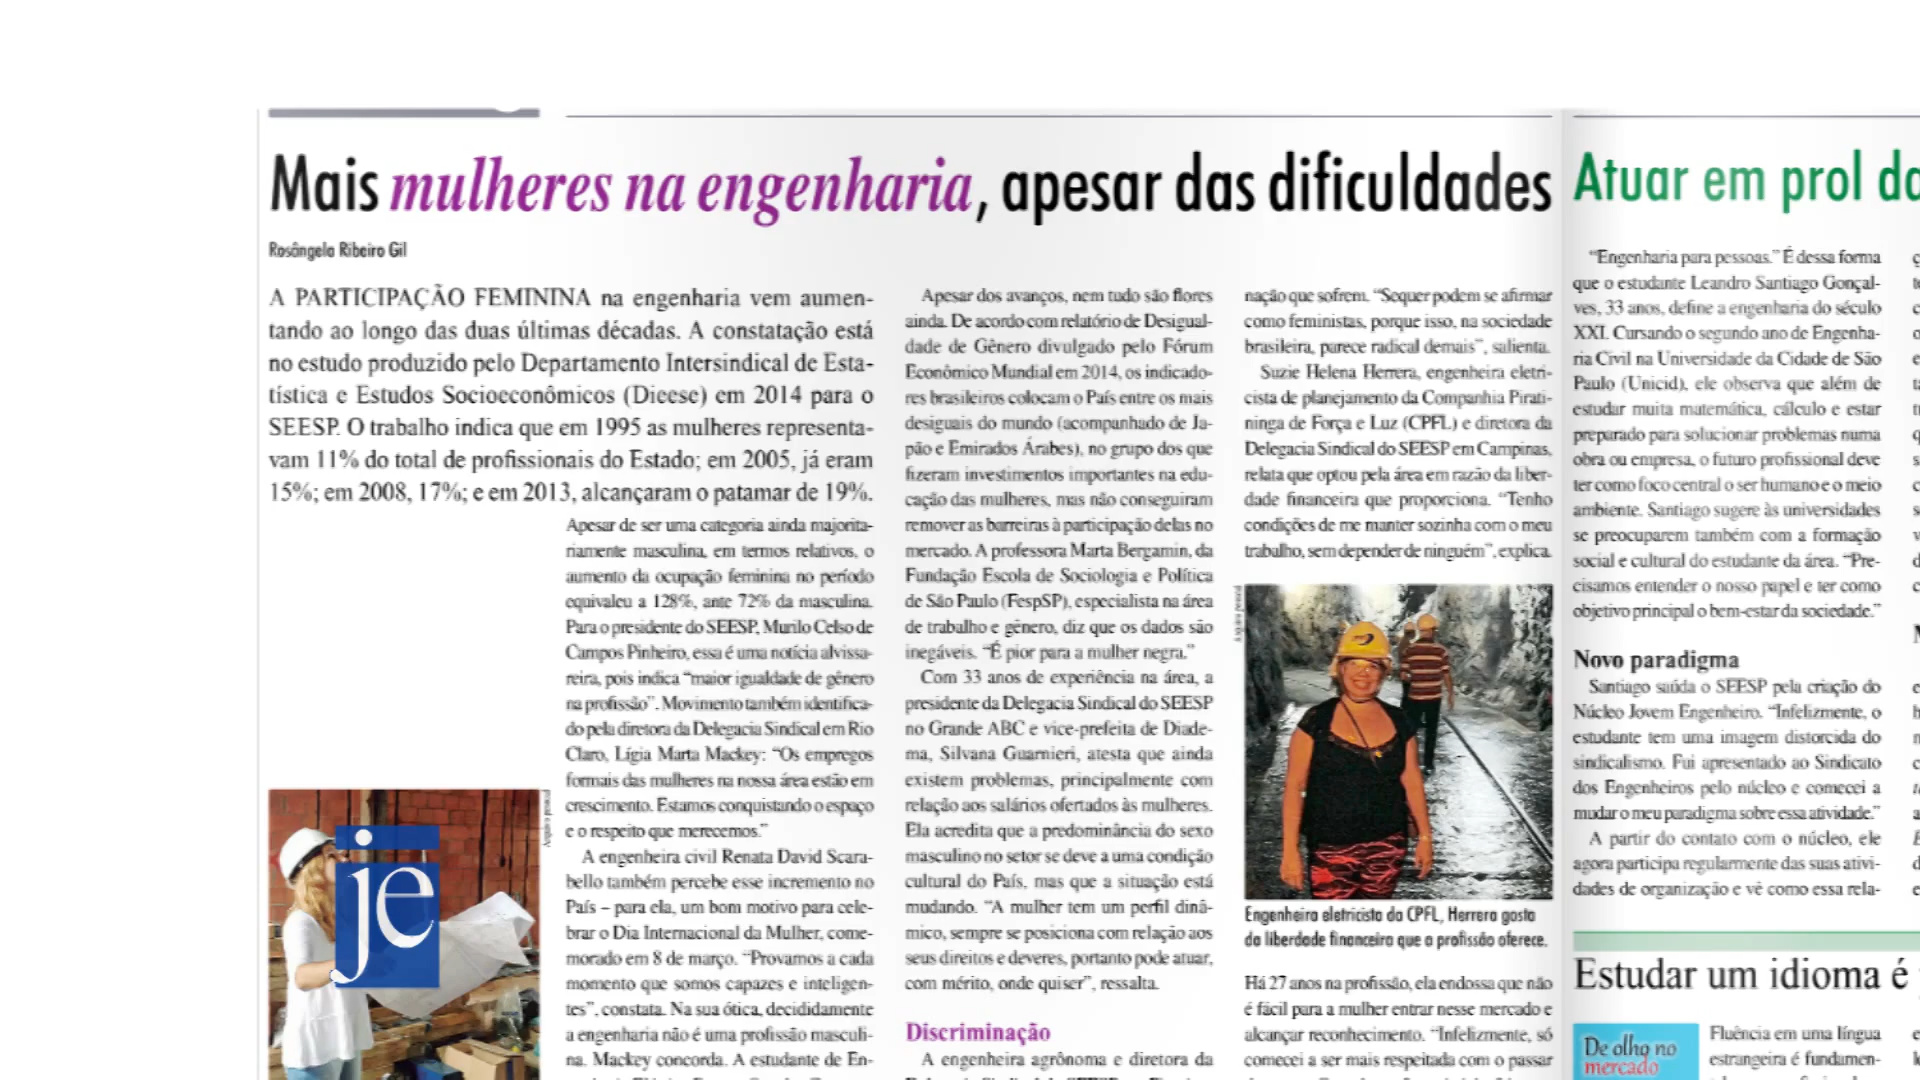 Mais mulheres na engenharia, apesar das dificuldades
Rosângela Ribeiro Gil
A PARTICIPAÇÃO FEMININA na engenharia vem aumen-
tando ao longo das duas últimas décadas. A constatação está
no estudo produzido pelo Departamento Intersindical de Esta-
tística e Estudos Socioeconômicos (Dieese) em 2014 para o
SEESP. O trabalho indica que em 1995 as mulheres representa-
vam 11% do total de profissionais do Estado; em 2005, já eram
15%; em 2008, 17%; e em 2013, alcançaram o patamar de 19%.
Apesar de ser uma categoria ainda majorita-
riamente masculina, em termos relativos, o
aumento da ocupação feminina no período
equivaleu a 128%, ante 72% da masculina.
Para o presidente do SEESP, Murilo Celso de
Campos Pinheiro, essa é uma notícia alvissa-
reira, pois indica “maior igualdade de gênero
na profissão”. Movimento também identifica-
do pela diretora da Delegacia Sindical em Rio
Claro, Lígia Marta Mackey: “Os empregos
formais das mulheres na nossa área estão em
crescimento. Estamos conquistando o espaço
e o respeito que merecemos.”
A engenheira civil Renata David Scara-
bello também percebe esse incremento no
País – para ela, um bom motivo para cele-
brar o Dia Internacional da Mulher, come-
morado em 8 de março. “Provamos a cada
momento que somos capazes e inteligen-
tes”, constata. Na sua ótica, decididamente
a engenharia não é uma profissão masculi-
na. Mackey concorda. A estudante de En-
je
Apesar dos avanços, nem tudo são flores
ainda. De acordo com relatório de Desigual-
dade de Gênero divulgado pelo Fórum
Econômico Mundial em 2014, os indicado-
res brasileiros colocam o País entre os mais
desiguais do mundo (acompanhado de Ja-
pão e Emirados Árabes), no grupo dos que
fizeram investimentos importantes na edu-
cação das mulheres, mas não conseguiram
remover as barreiras à participação delas no
mercado. A professora Marta Bergamin, da
Fundação Escola de Sociologia e Política
de São Paulo (FespSP), especialista na área
de trabalho e gênero, diz que os dados são
inegáveis. “É pior para a mulher negra.”
Com 33 anos de experiência na área, a
presidente da Delegacia Sindical do SEESP
no Grande ABC e vice-prefeita de Diade-
ma, Silvana Guarnieri, atesta que ainda
existem problemas, principalmente com
relação aos salários ofertados às mulheres.
Ela acredita que a predominância do sexo
masculino no setor se deve a uma condição
cultural do País, mas que a situação está
mudando. “A mulher tem um perfil dinâ-
mico, sempre se posiciona com relação aos
seus direitos e deveres, portanto pode atuar,
com mérito, onde quiser”, ressalta.
Discriminação
A engenheira agrônoma e diretora da
nação que sofrem. “Sequer podem se afirmar
como feministas, porque isso, na sociedade
brasileira, parece radical demais”, salienta.
Suzie Helena Herrera, engenheira eletri-
cista de planejamento da Companhia Pirati-
ninga de Força e Luz (CPFL) e diretora da
Delegacia Sindical do SEESP em Campinas,
relata que optou pela área em razão da liber-
dade financeira que proporciona. “Tenho
condições de me manter sozinha com o meu
trabalho, sem depender de ninguém”, explica.
Engenheira eletricista da CPFL, Herrera gosta
da liberdade financeira que a profissão oferece.
Há 27 anos na profissão, ela endossa que não
é fácil para a mulher entrar nesse mercado e
alcançar reconhecimento. “Infelizmente, só
comecei a ser mais respeitada com o passar
Atuar em prol da
“Engenharia para pessoas.” É dessa forma
que o estudante Leandro Santiago Gonçal-
ves, 33 anos, define a engenharia do século
XXI. Cursando o segundo ano de Engenha-
ria Civil na Universidade da Cidade de São
Paulo (Unicid), ele observa que além de
estudar muita matemática, cálculo e estar
preparado para solucionar problemas numa
obra ou empresa, o futuro profissional deve
ter como foco central o ser humano e o meio
ambiente. Santiago sugere às universidades
se preocuparem também com a formação
social e cultural do estudante da área. “Pre-
cisamos entender o nosso papel e ter como
objetivo principal o bem-estar da sociedade.”
Novo paradigma
Santiago saúda o SEESP pela criação do
Núcleo Jovem Engenheiro. “Infelizmente, o
estudante tem uma imagem distorcida do
sindicalismo. Fui apresentado ao Sindicato
dos Engenheiros pelo núcleo e comecei a
mudar o meu paradigma sobre essa atividade.”
A partir do contato com o núcleo, ele
agora participa regularmente das suas ativi-
dades de organização e vê como essa rela-
Estudar um idioma é
De olho no
mercado
Fluência em uma língua
estrangeira é fundamen-